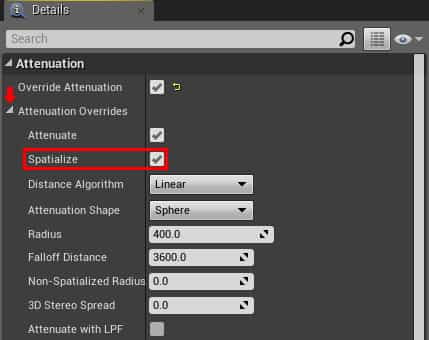 Details
Search
Attenuation
Override Attenuation
Attenuation Overrides
Attenuate
Spatialize
Distance Algorithm Linear
Attenuation Shape Sphere
Radius 400.0
Falloff Distance 3600.0
Non-Spatialized Radius 0.0
3D Stereo Spread 0.0
Attenuate with LPF